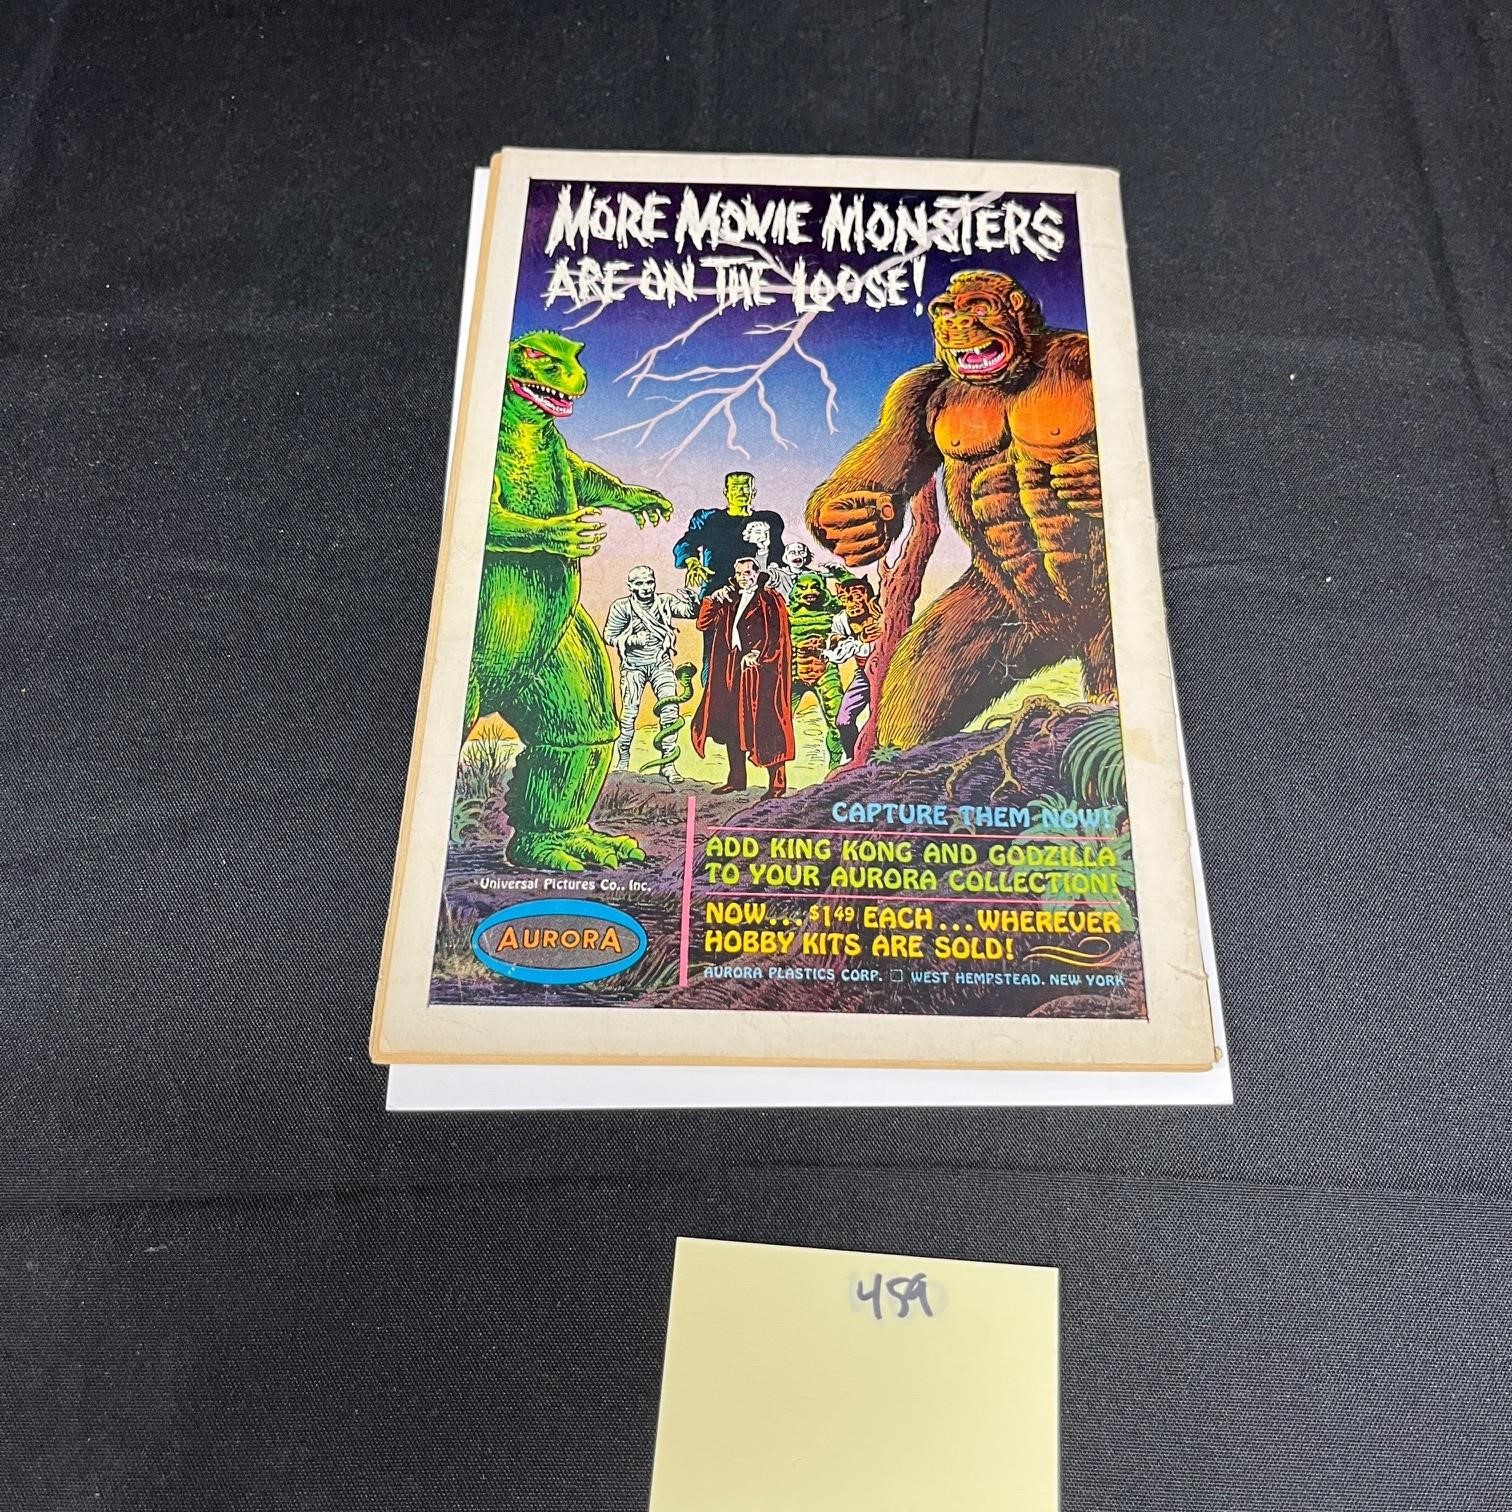 MORE MOVIE MONSTERS
ARE ON THE LOOSE!
CAPTURE THEM NOW!
ADD KING KONG AND GODZILLA
TO YOUR AURORA COLLECTION!
Universal Pictures Co., Inc.
AURORA
NOW... $1.49 EACH... WHEREVER
HOBBY KITS ARE SOLD!
AURORA PLASTICS CORP. □ WEST HEMPSTEAD, NEW YORK
459